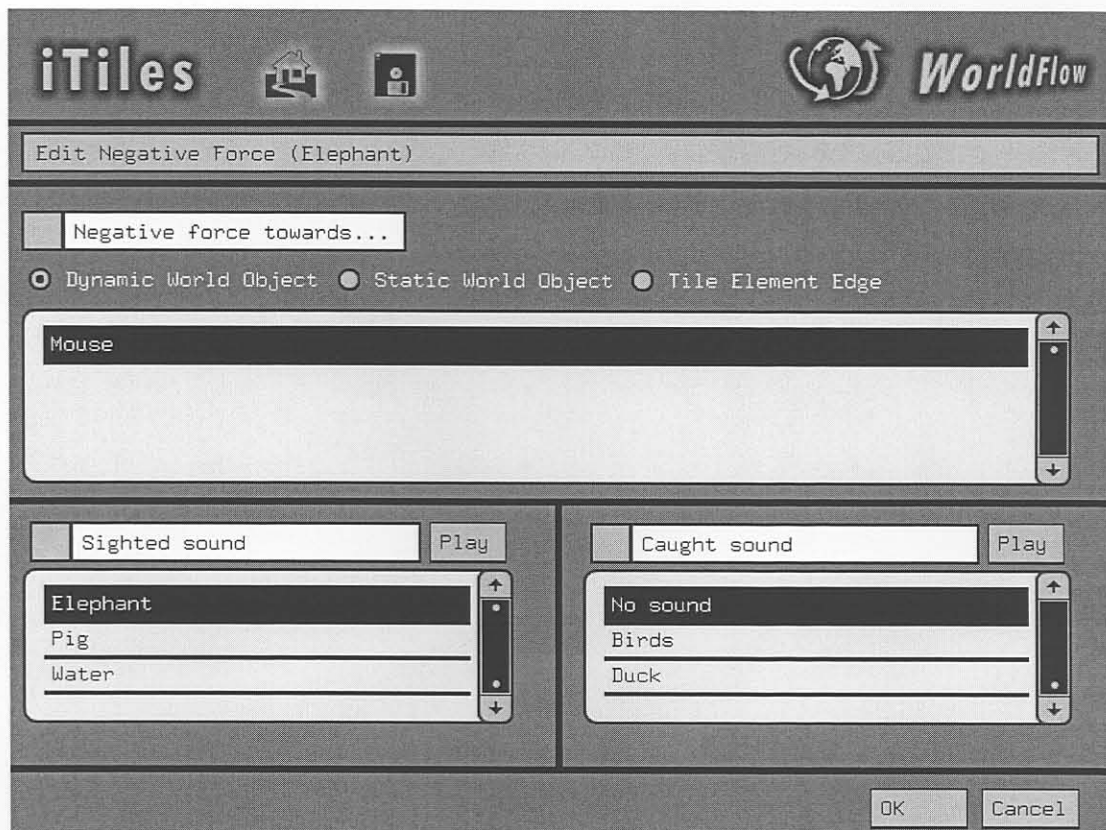 iTiles WorldFlow
Edit Negative Force (Elephant)
Negative force towards...
Dynamic World Object Static World Object Tile Element Edge
Mouse
Sighted sound Play
Elephant
Pig
Water
Caught sound Play
No sound
Birds
Duck
OK Cancel